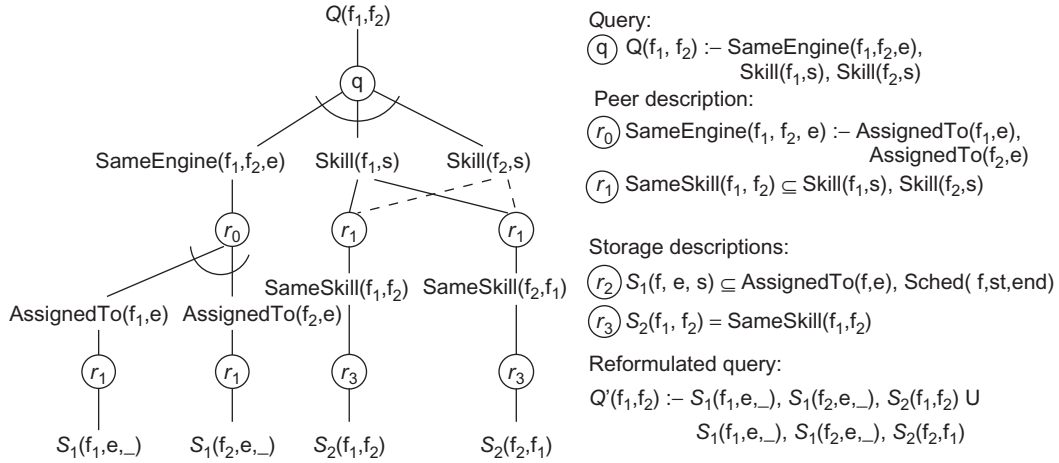 Q(f₁,f₂)
q
SameEngine(f₁,f₂,e)
Skill(f₁,s)
Skill(f₂,s)
r₀
r₁
r₁
SameSkill(f₁,f₂)
SameSkill(f₂,f₁)
AssignedTo(f₁,e)
AssignedTo(f₂,e)
r₁
r₁
r₃
r₃
S₁(f₁,e,_)
S₁(f₂,e,_)
S₂(f₁,f₂)
S₂(f₂,f₁)
Query:
q Q(f₁, f₂) :– SameEngine(f₁,f₂,e),
Skill(f₁,s), Skill(f₂,s)
Peer description:
r₀ SameEngine(f₁, f₂, e) :– AssignedTo(f₁,e),
AssignedTo(f₂,e)
r₁ SameSkill(f₁, f₂) ⊆ Skill(f₁,s), Skill(f₂,s)
Storage descriptions:
r₂ S₁(f, e, s) ⊆ AssignedTo(f,e), Sched( f,st,end)
r₃ S₂(f₁, f₂) = SameSkill(f₁,f₂)
Reformulated query:
Q’(f₁,f₂) :– S₁(f₁,e,_), S₁(f₂,e,_), S₂(f₁,f₂) U
S₁(f₁,e,_), S₁(f₂,e,_), S₂(f₂,f₁)